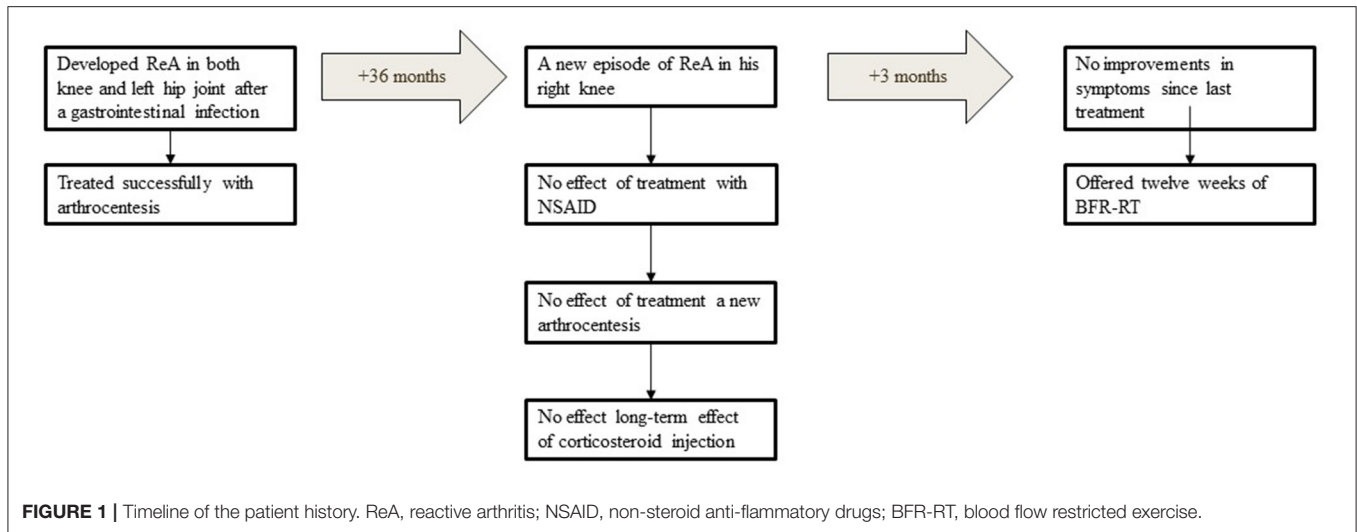 Developed ReA in both
knee and left hip joint after
a gastrointestinal infection
Treated successfully with
arthrocentesis
+36 months
A new episode of ReA in his
right knee
No effect of treatment with
NSAID
No effect of treatment a new
arthrocentesis
No effect long-term effect
of corticosteroid injection
+3 months
No improvements in
symptoms since last
treatment
Offered twelve weeks of
BFR-RT
FIGURE 1 | Timeline of the patient history. ReA, reactive arthritis; NSAID, non-steroid anti-flammatory drugs; BFR-RT, blood flow restricted exercise.